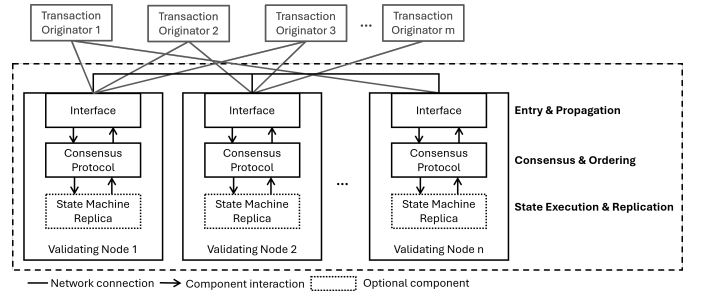 Transaction
Originator 1
Transaction
Originator 2
Transaction
Originator 3
...
Transaction
Originator m
Interface
Interface
Interface
Entry & Propagation
Consensus
Protocol
Consensus
Protocol
Consensus
Protocol
Consensus & Ordering
...
State Machine
Replica
State Machine
Replica
State Machine
Replica
State Execution & Replication
Validating Node 1
Validating Node 2
Validating Node n
Network connection
Component interaction
Optional component